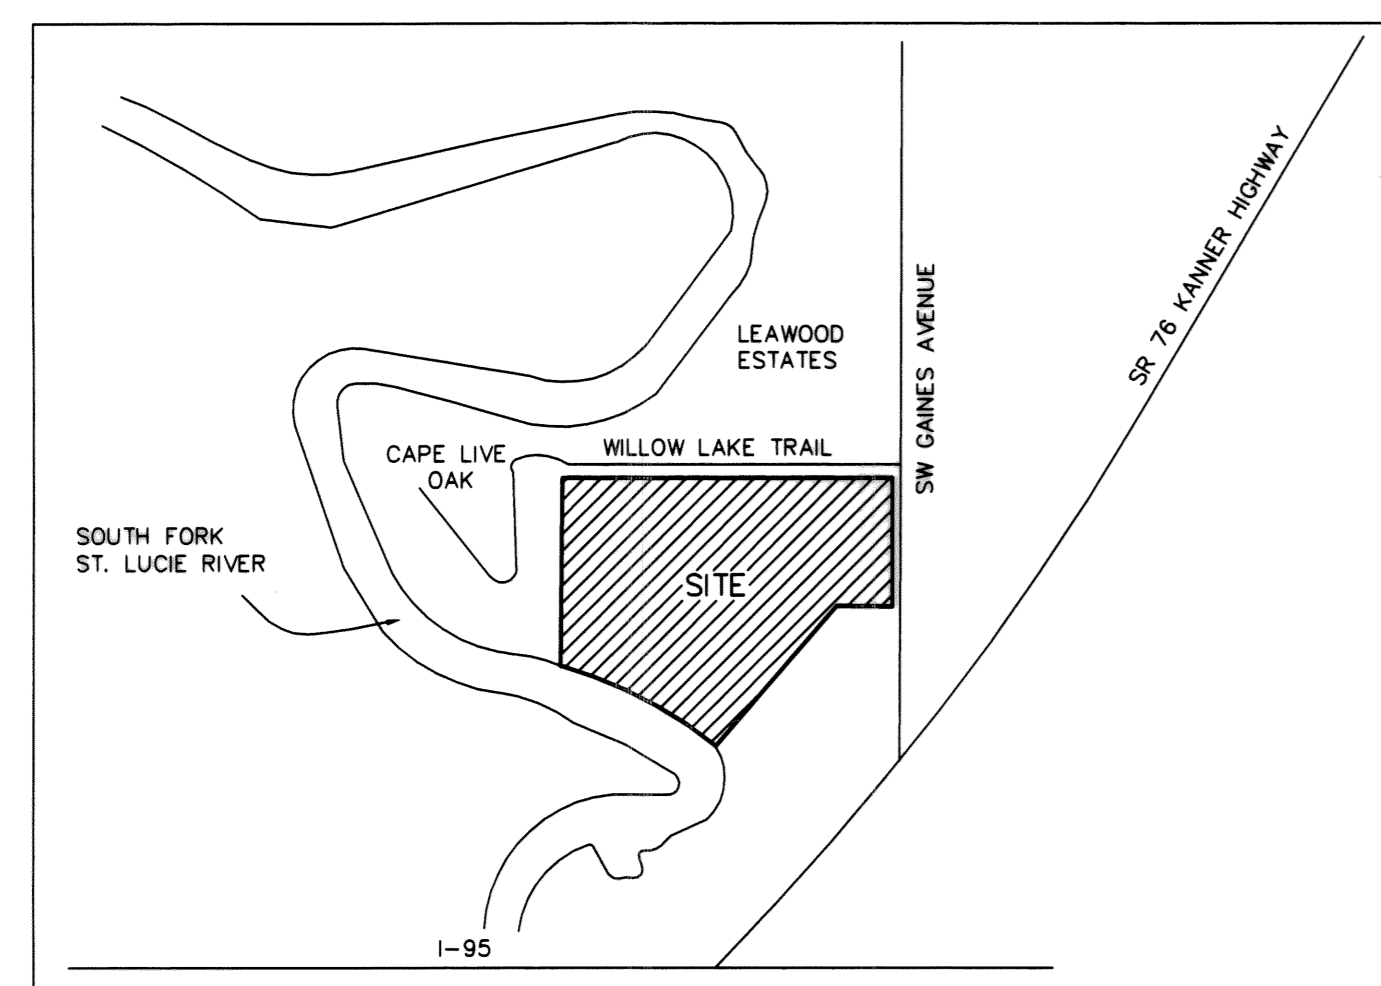 SR 76 KANNER HIGHWAY
SW GAINES AVENUE
LEAWOOD
ESTATES
WILLOW LAKE TRAIL
CAPE LIVE
OAK
SOUTH FORK
ST. LUCIE RIVER
SITE
I-95